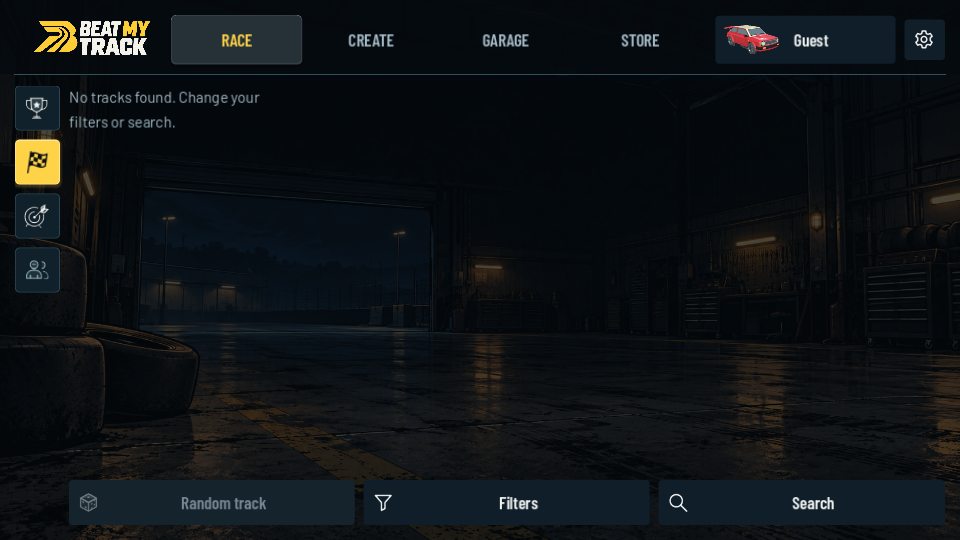 BEAT MY
TRACK
RACE
CREATE
GARAGE
STORE
Guest
No tracks found. Change your
filters or search.
Random track
Filters
Search